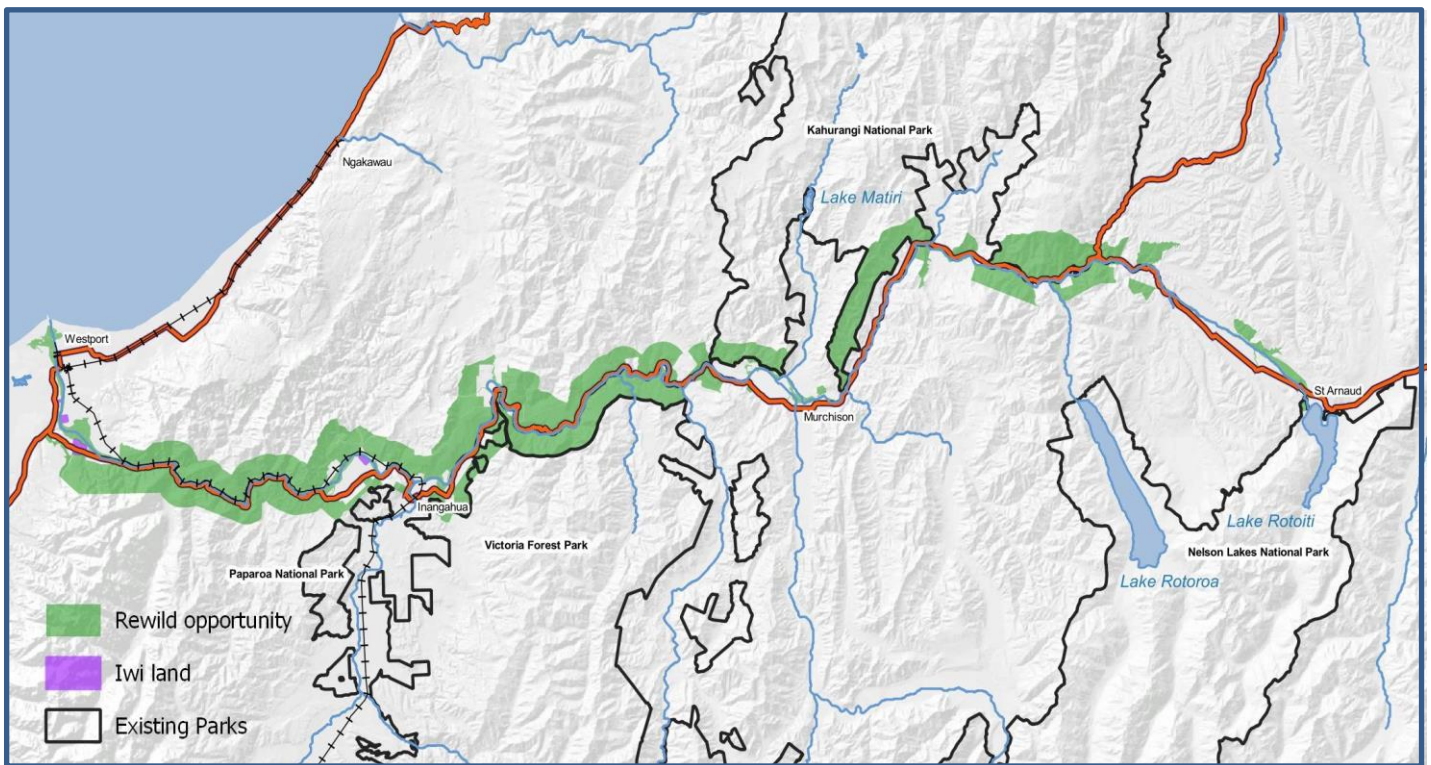 Kahurangi National Park
Ngakawau
Lake Matiri
Westport
St Arnaud
Murchison
Inangahua
Lake Rotoiti
Victoria Forest Park
Nelson Lakes National Park
Paparoa National Park
Lake Rotoroa
Rewild opportunity
Iwi land
Existing Parks